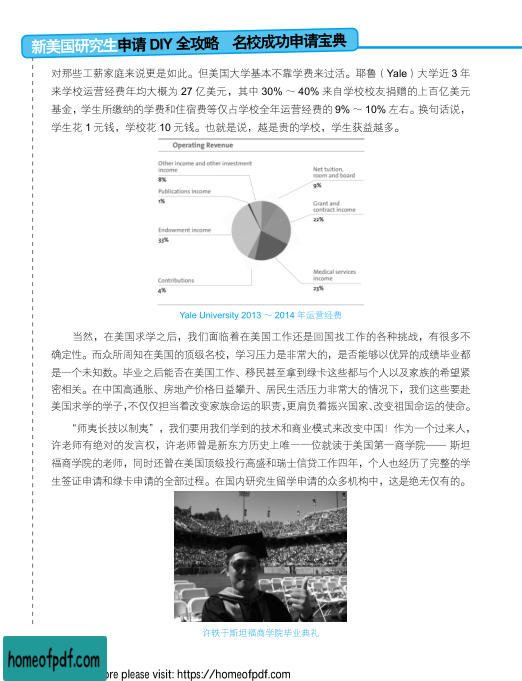 新美国研究生申请 DIY 全攻略　名校成功申请宝典
对那些工薪家庭来说更是如此。但美国大学基本不靠学费来过活。耶鲁（Yale）大学近 3 年
来学校运营经费年均大概为 27 亿美元，其中 30% ～ 40% 来自学校校友捐赠的上百亿美元
基金，学生所缴纳的学费和住宿费等仅占学校全年运营经费的 9% ～ 10% 左右。换句话说，
学生花 1 元钱，学校花 10 元钱。也就是说，越是贵的学校，学生获益越多。
Operating Revenue
Other income and other investment
income
8%
Publications income
1%
Endowment income
33%
Contributions
4%
Net tuition,
room and board
9%
Grant and
contract income
22%
Medical services
income
23%
Yale University 2013 ～ 2014 年运营经费
当然，在美国求学之后，我们面临着在美国工作还是回国找工作的各种挑战，有很多不
确定性。而众所周知在美国的顶级名校，学习压力是非常大的，是否能够以优异的成绩毕业都
是一个未知数。毕业之后能否在美国工作、移民甚至拿到绿卡这些都与个人以及家族的希望紧
密相关。在中国高通胀、房地产价格日益攀升、居民生活压力非常大的情况下，我们这些要赴
美国求学的学子，不仅仅担当着改变家族命运的职责，更肩负着振兴国家、改变祖国命运的使命。
“师夷长技以制夷”，我们要用我们学到的技术和商业模式来改变中国！作为一个过来人，
许老师有绝对的发言权，许老师曾是新东方历史上唯一一位就读于美国第一商学院—— 斯坦
福商学院的老师，同时还曾在美国顶级投行高盛和瑞士信贷工作四年，个人也经历了完整的学
生签证申请和绿卡申请的全部过程。在国内研究生留学申请的众多机构中，这是绝无仅有的。
许轶于斯坦福商学院毕业典礼
homeofpdf.com
ore please visit: https://homeofpdf.com